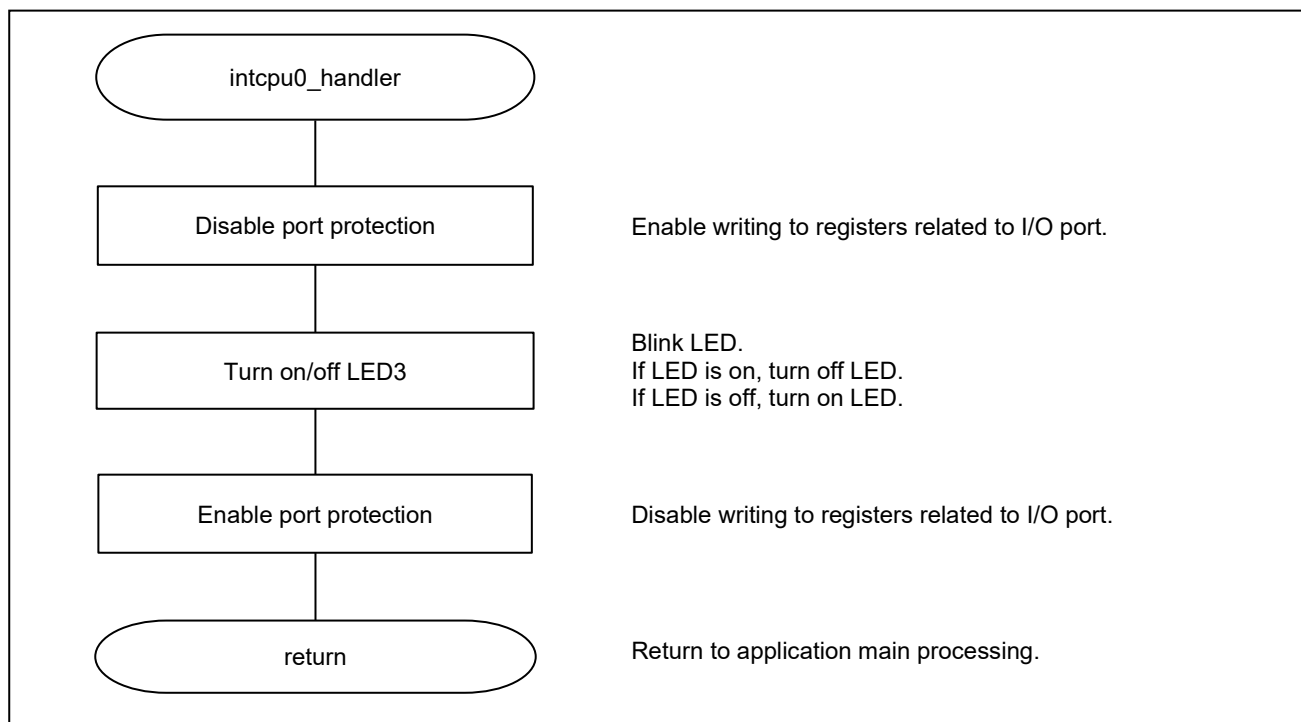 intcpu0_handler
Disable port protection
Enable writing to registers related to I/O port.
Turn on/off LED3
Blink LED.
If LED is on, turn off LED.
If LED is off, turn on LED.
Enable port protection
Disable writing to registers related to I/O port.
return
Return to application main processing.